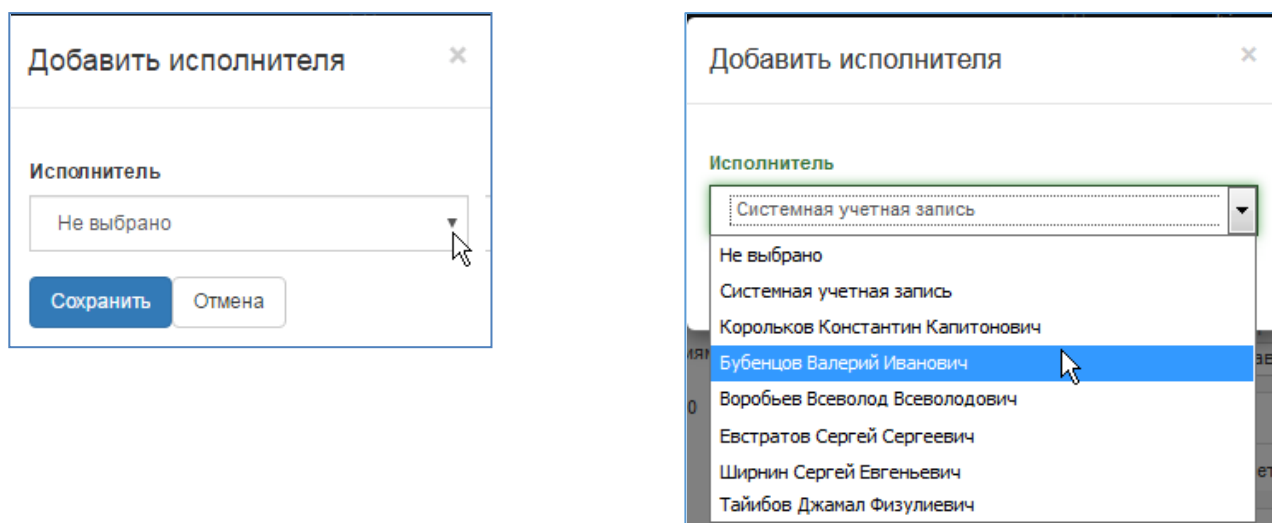 Добавить исполнителя ×
Исполнитель
Не выбрано
Сохранить Отмена
Добавить исполнителя ×
Исполнитель
Системная учетная запись
Не выбрано
Системная учетная запись
Корольков Константин Капитонович
Бубенцов Валерий Иванович
Воробьев Всеволод Всеволодович
Евстратов Сергей Сергеевич
Ширнин Сергей Евгеньевич
Тайибов Джамал Физулиевич